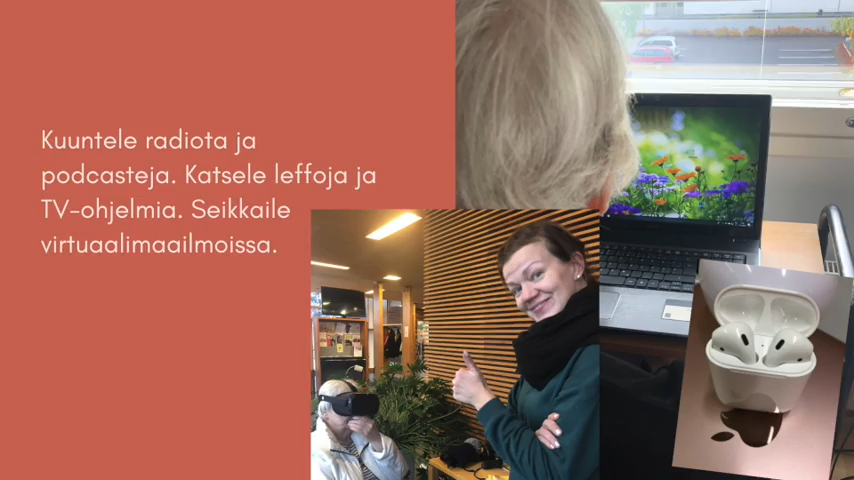 Kuuntele radiota ja
podcasteja. Katsele leffoja ja
TV-ohjelmia. Seikkaile
virtuaalimaailmoissa.